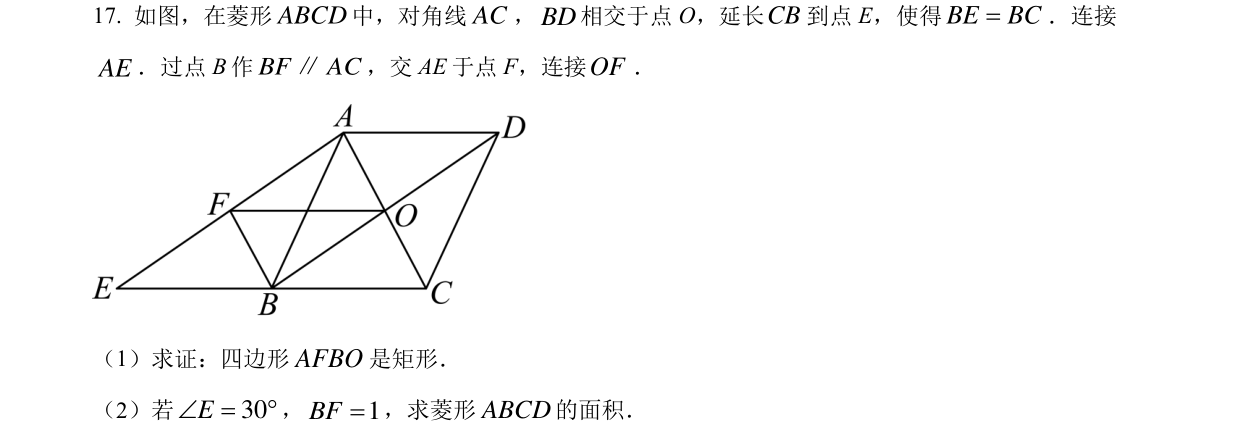 17. 如图，在菱形ABCD中，对角线AC，BD相交于点O，延长CB到点E，使得BE = BC．连接
AE．过点B作BF // AC，交AE于点F，连接OF．
A
D
F
O
E
B
C
（1）求证：四边形AFBO是矩形．
（2）若∠E = 30°，BF =1，求菱形ABCD的面积．